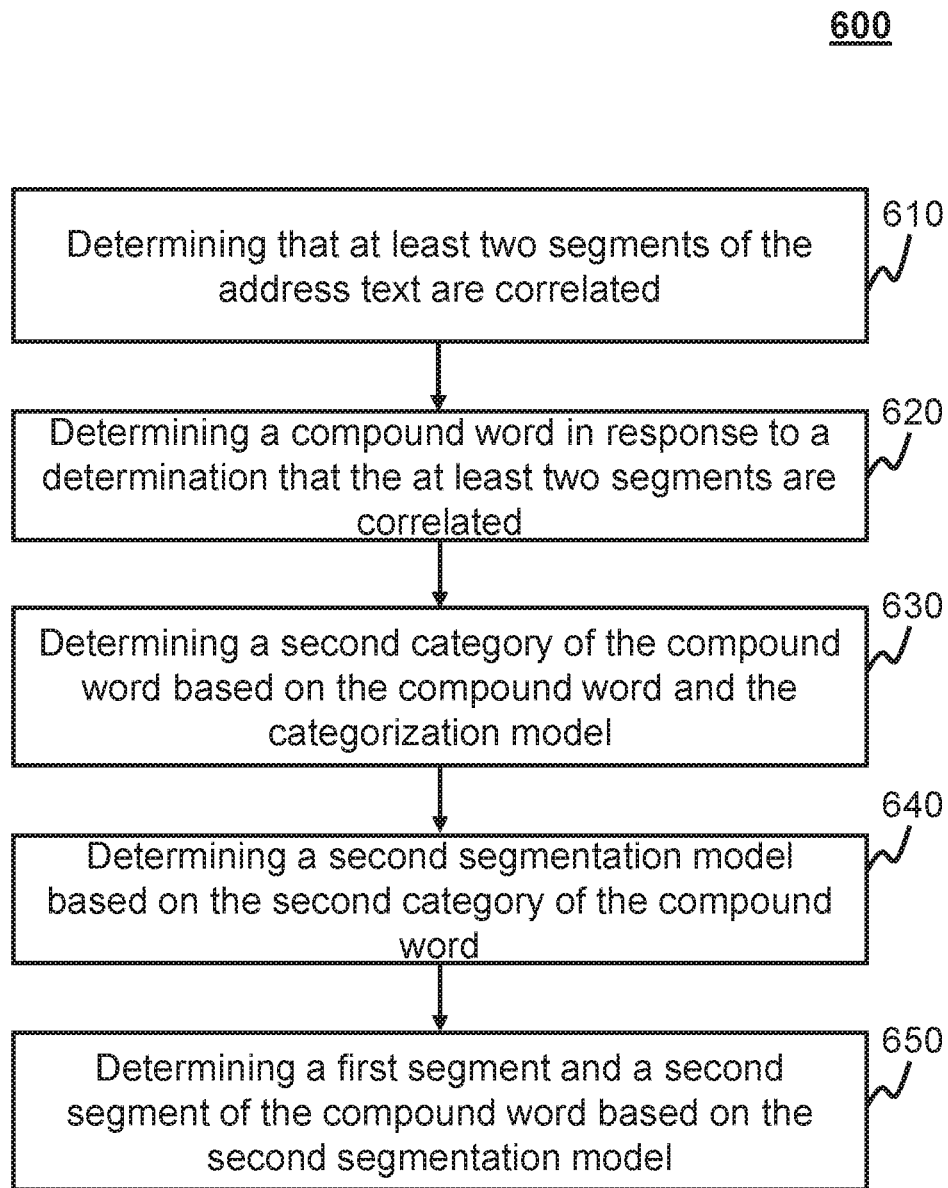 600
Determining that at least two segments of the
address text are correlated
610
Determining a compound word in response to a
determination that the at least two segments are
correlated
620
Determining a second category of the compound
word based on the compound word and the
categorization model
630
Determining a second segmentation model
based on the second category of the compound
word
640
Determining a first segment and a second
segment of the compound word based on the
second segmentation model
650